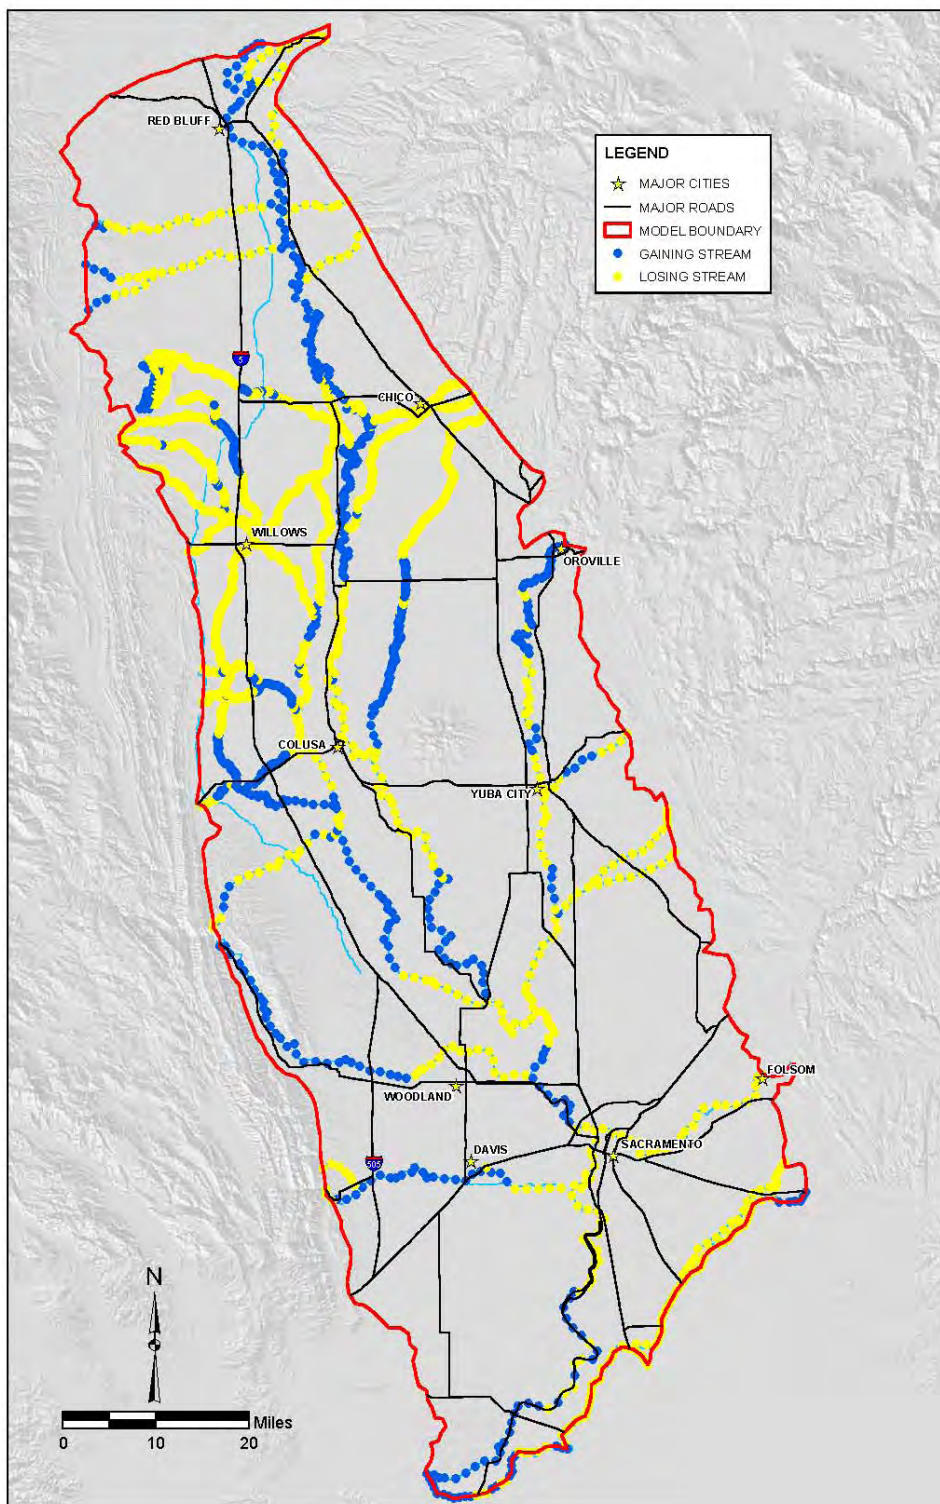 RED BLUFF
LEGEND
MAJOR CITIES
MAJOR ROADS
MODEL BOUNDARY
GAINING STREAM
LOSING STREAM
5
CHICO
WILLOWS
OROVILLE
COLUSA
YUBA CITY
FOLSOM
WOODLAND
SACRAMENTO
DAVIS
505
N
Miles
0 10 20